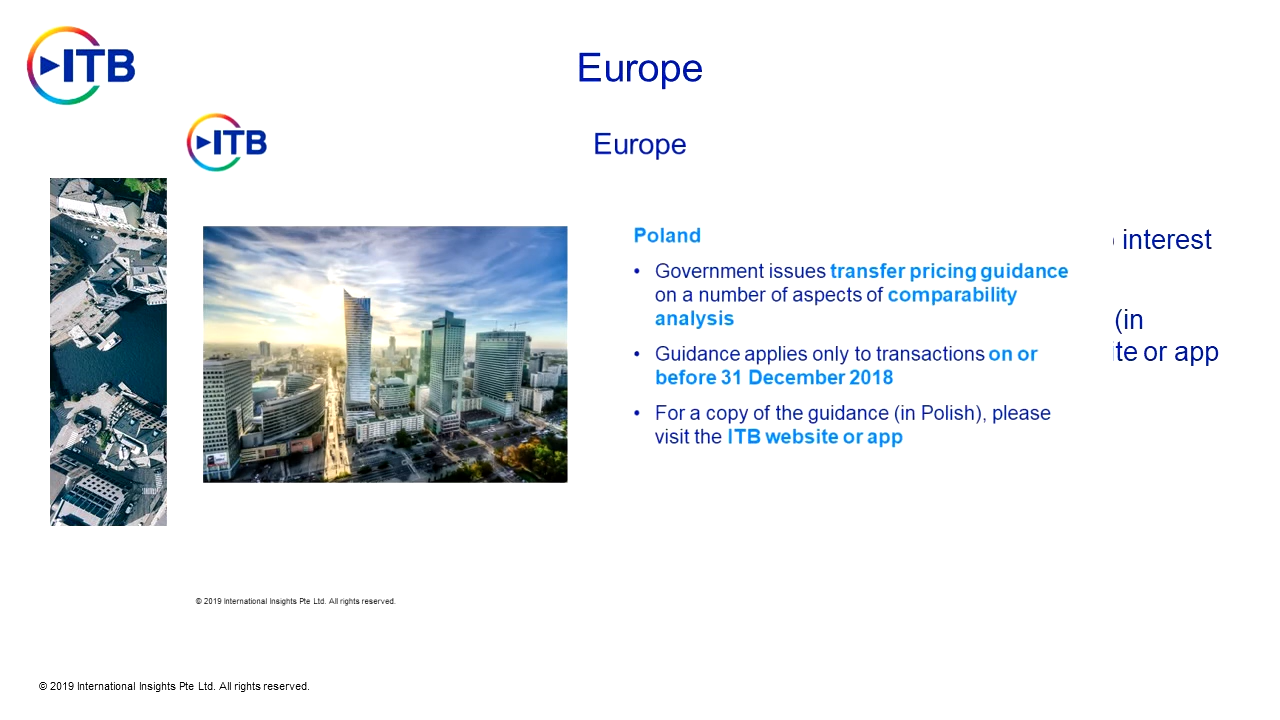 ITB
Europe
ITB
Europe
Poland
• Government issues transfer pricing guidance
on a number of aspects of comparability
analysis
• Guidance applies only to transactions on or
before 31 December 2018
• For a copy of the guidance (in Polish), please
visit the ITB website or app
interest
(in
or app
© 2019 International Insights Pte Ltd. All rights reserved.
© 2019 International Insights Pte Ltd. All rights reserved.